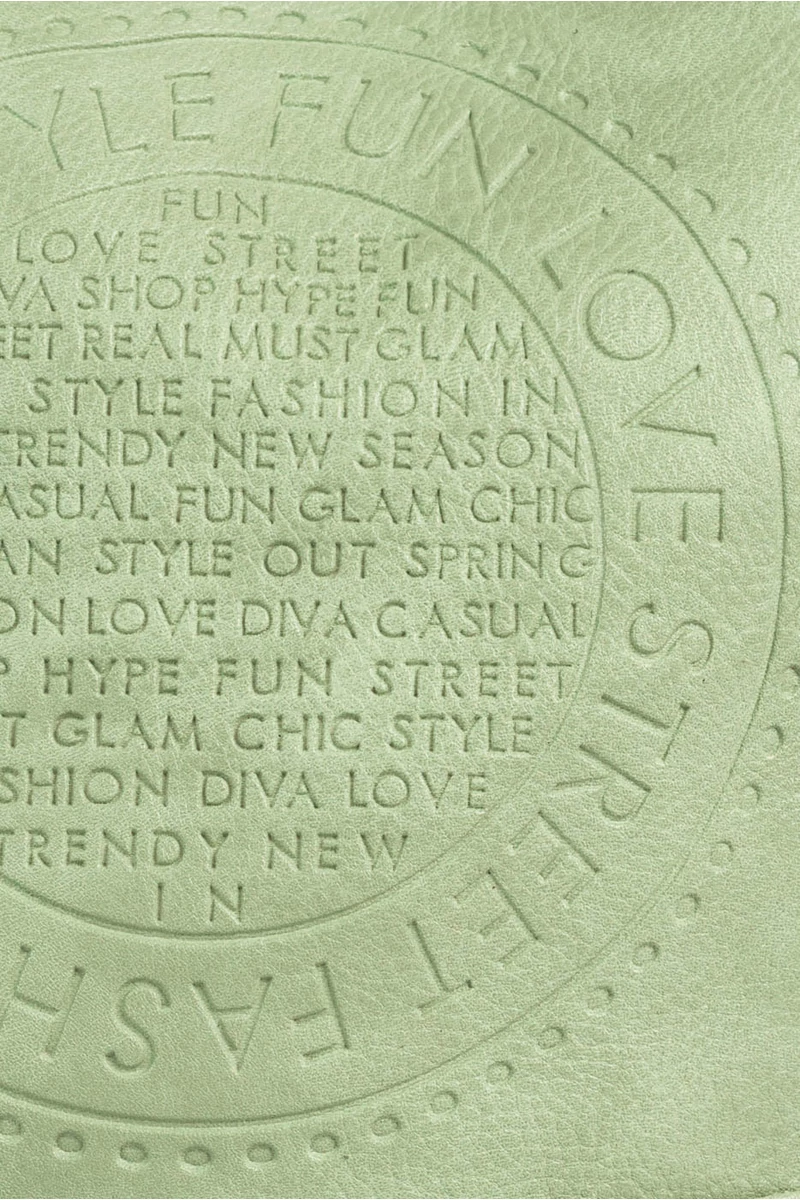 YLE FUN LOVE STREET FASH
FUN
LOVE STREET
VA SHOP HYPE FUN
EET REAL MUST GLAM
STYLE FASHION IN
TRENDY NEW SEASON
ASUAL FUN GLAM CHIC
AN STYLE OUT SPRING
ON LOVE DIVA CASUAL
P HYPE FUN STREET
T GLAM CHIC STYLE
SHION DIVA LOVE
TRENDY NEW
IN